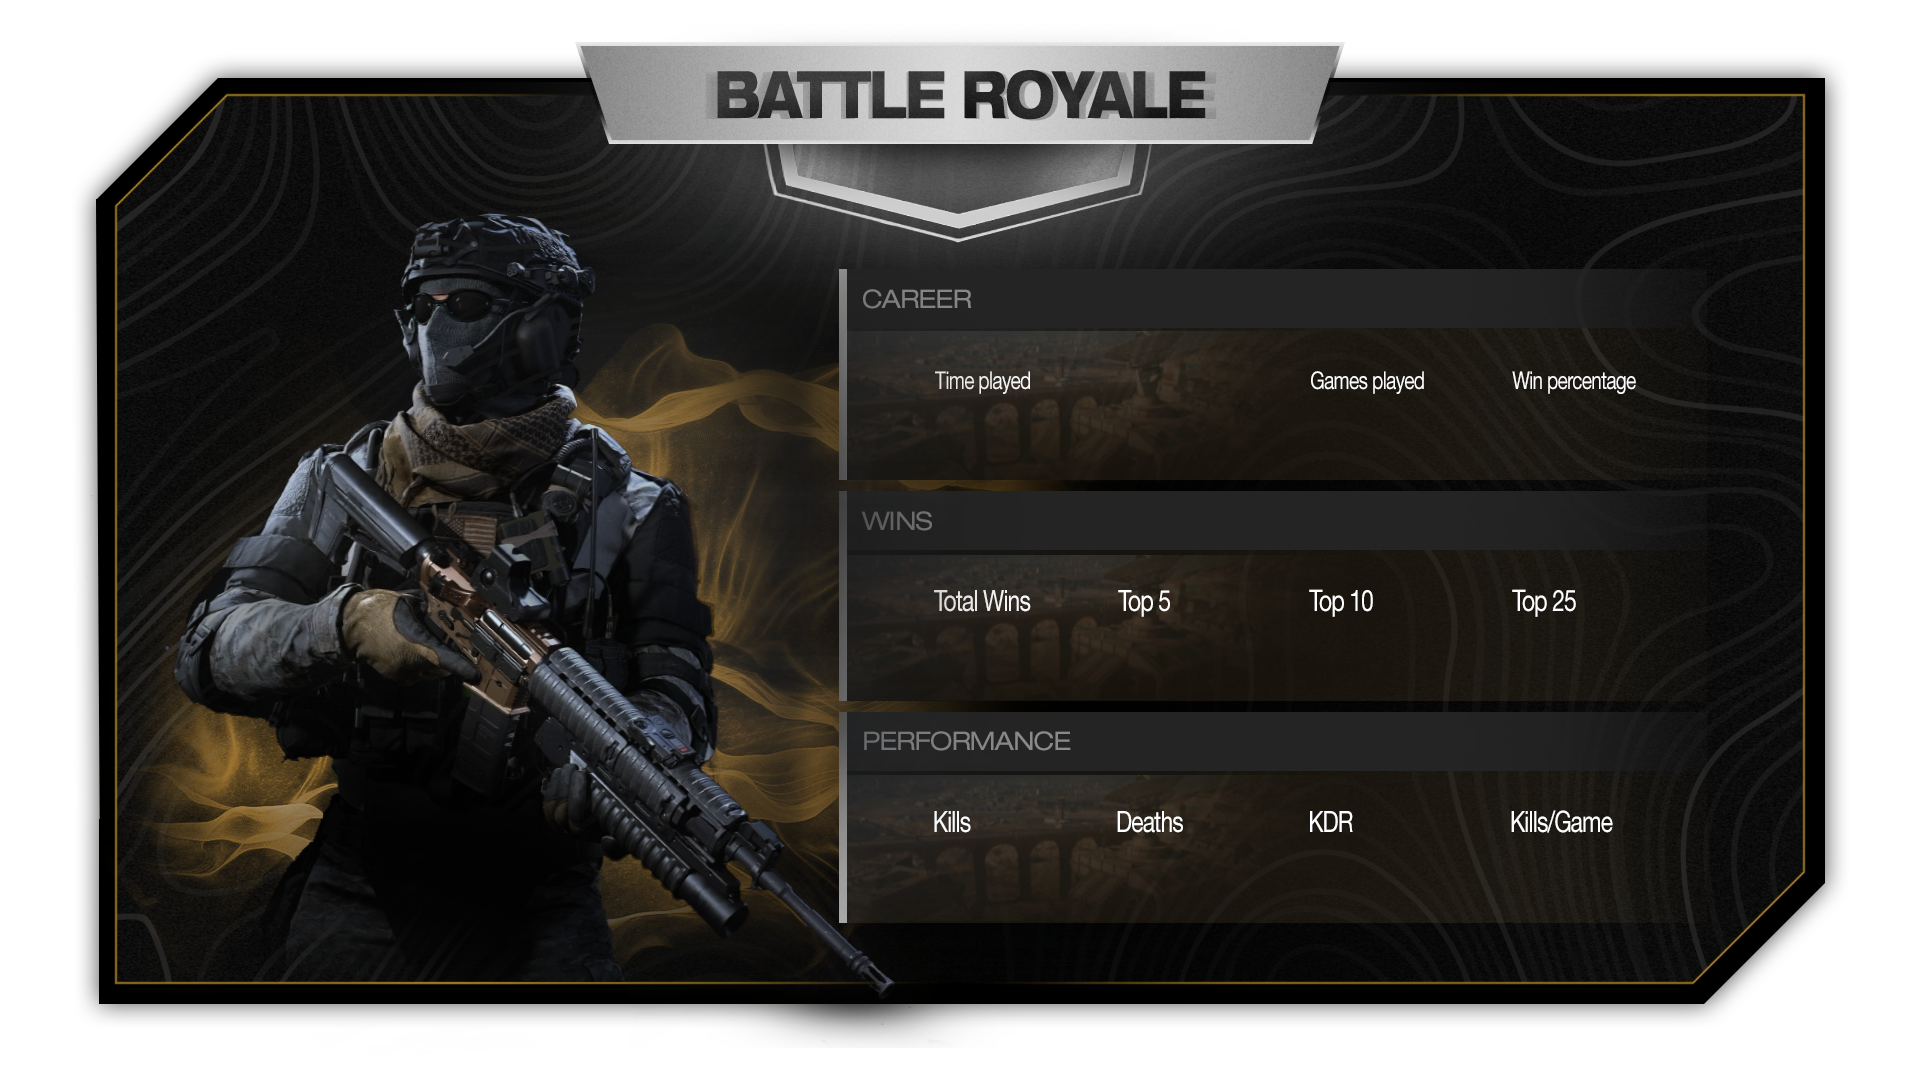 BATTLE ROYALE
CAREER
Time played Games played Win percentage
WINS
Total Wins Top 5 Top 10 Top 25
PERFORMANCE
Kills Deaths KDR Kills/Game